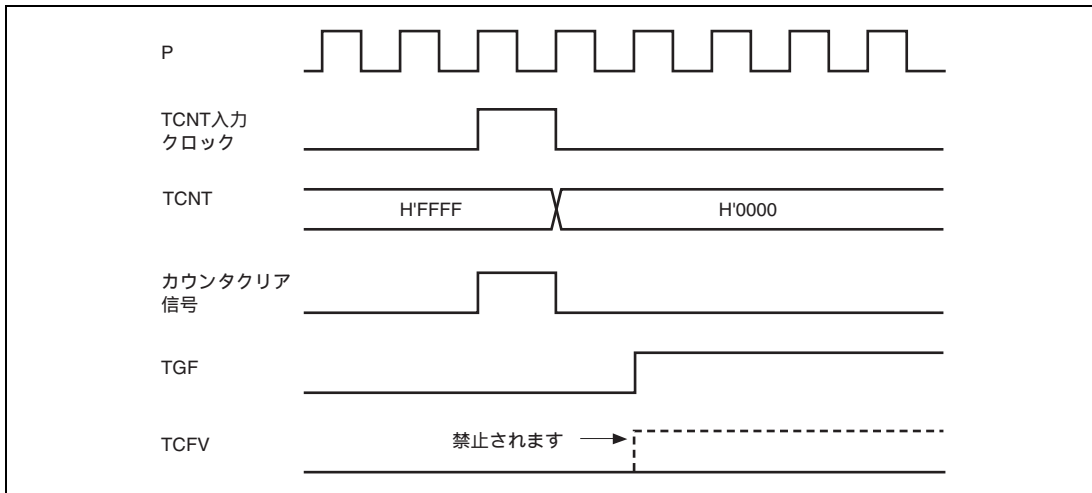 P
TCNT入力
クロック
TCNT
H'FFFF
H'0000
カウンタクリア
信号
TGF
TCFV
禁止されます